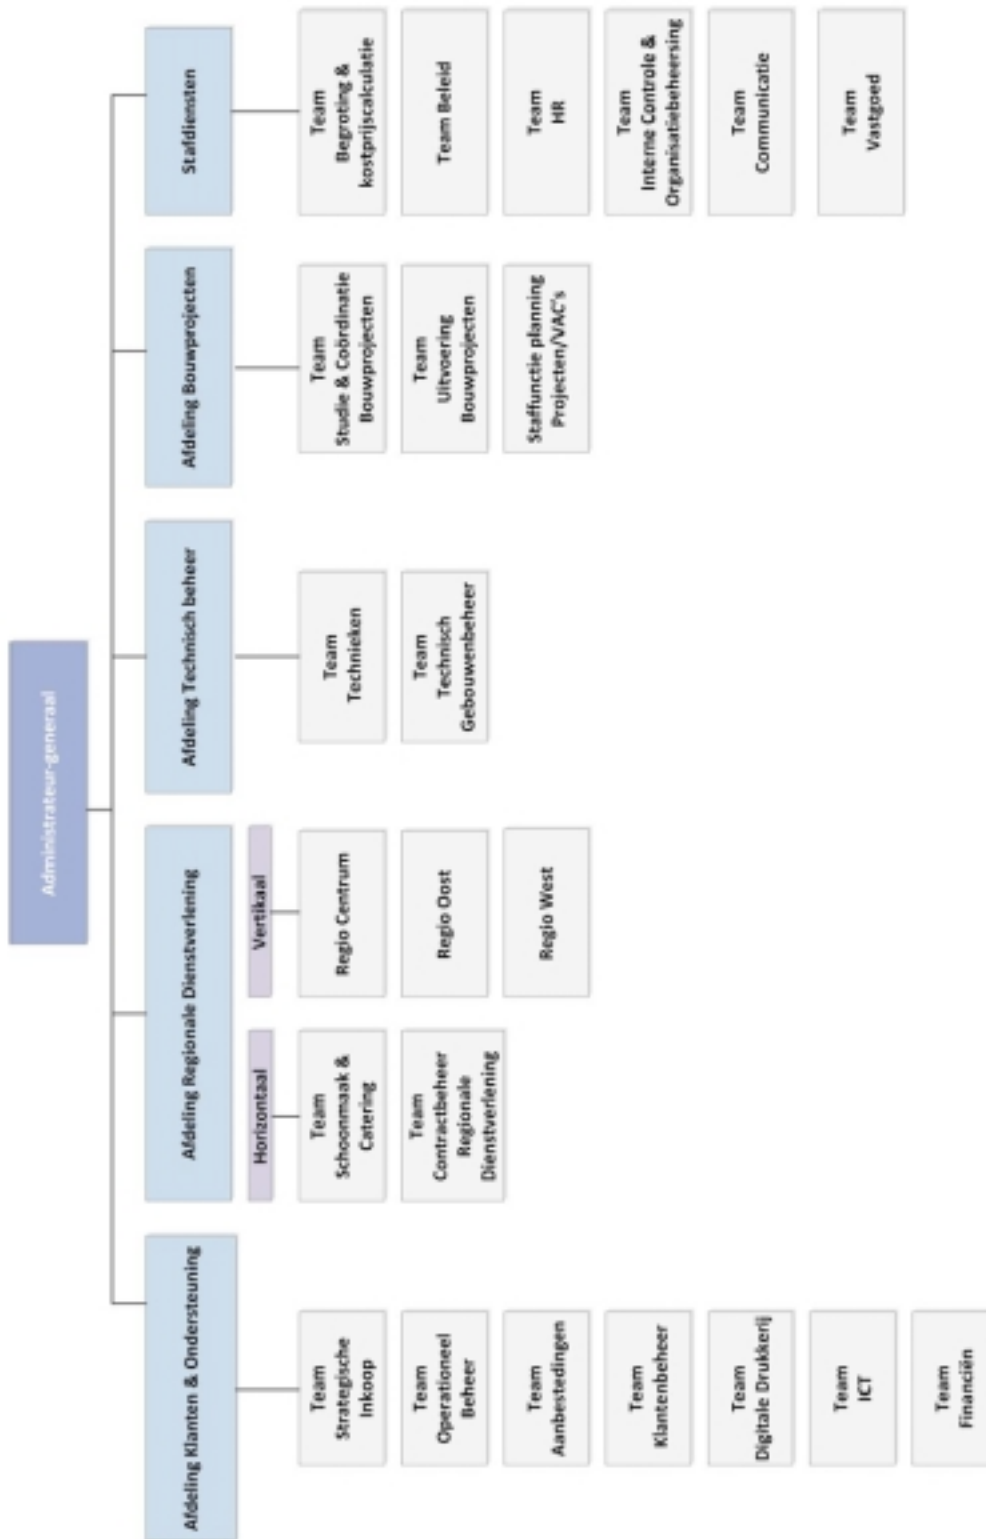 Administrateur-generaal
Afdeling Klanten & Ondersteuning
Team
Strategische
Inkoop
Team
Operationeel
Beheer
Team
Aanbestedingen
Team
Klantenbeheer
Team
Digitale Drukkerij
Team
ICT
Team
Financiën
Afdeling Regionale Dienstverlening
Horizontaal
Team
Schoonmaak &
Catering
Team
Contractbeheer
Regionale
Dienstverlening
Vertikaal
Regio Centrum
Regio Oost
Regio West
Afdeling Technisch beheer
Team
Technieken
Team
Technisch
Gebouwenbeheer
Afdeling Bouwprojecten
Team
Studie & Coördinatie
Bouwprojecten
Team
Uitvoering
Bouwprojecten
Staffunctie planning
Projecten/VAC's
Stafdiensten
Team
Begroting &
kostprijscalculatie
Team Beleid
Team
HR
Team
Interne Controle &
Organisatiebeheersing
Team
Communicatie
Team
Vastgoed